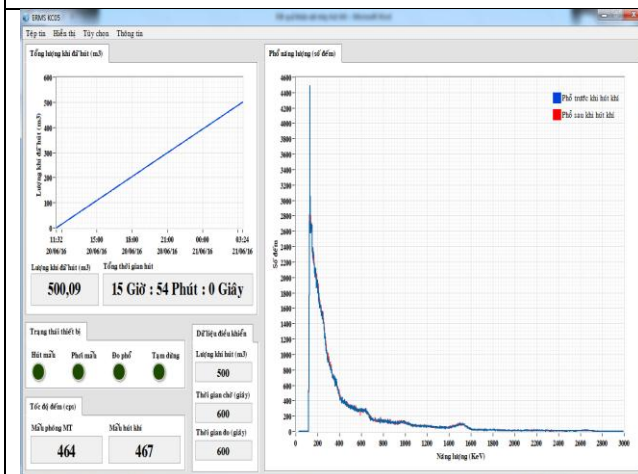 ERMS KC05
Tệp tin Hiển thị Tùy chọn Thông tin
Tổng lượng khí đã hút (m3)
Lượng khí đã hút (m3)
600
500
400
300
200
100
0
11:32 15:00 18:00 21:00 00:00 03:24
20/06/16 20/06/16 20/06/16 20/06/16 21/06/16 21/06/16
Lượng khí đã hút (m3) Tổng thời gian hút
500,09 15 Giờ : 54 Phút : 0 Giây
Trạng thái thiết bị
Hút mẫu Phơi mẫu Đo phổ Tạm dừng
Tốc độ đếm (cps)
Mẫu phông MT Mẫu hút khí
464 467
Dữ liệu điều khiển
Lượng khí hút (m3)
500
Thời gian chờ (giây)
600
Thời gian đo (giây)
600
Phổ năng lượng (số đếm)
Phổ trước khi hút khí
Phổ sau khi hút khí
Số đếm
4600
4400
4200
4000
3800
3600
3400
3200
3000
2800
2600
2400
2200
2000
1800
1600
1400
1200
1000
800
600
400
200
0
0 200 400 600 800 1000 1200 1400 1600 1800 2000 2200 2400 2600 2800 3000
Năng lượng (KeV)